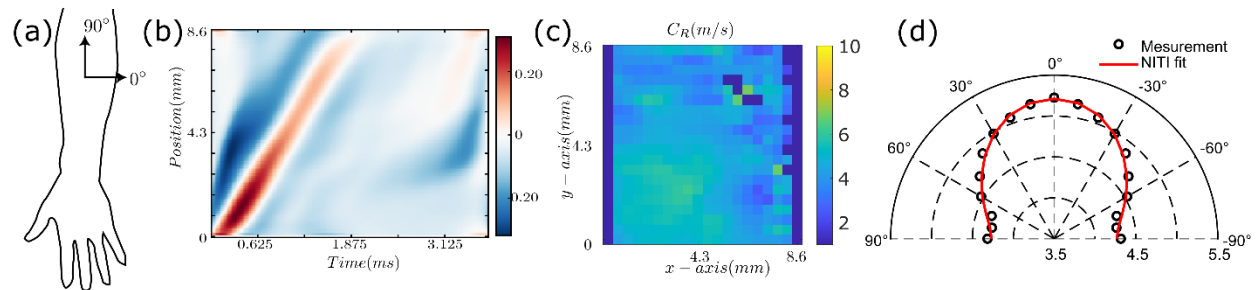 (a)
90°
0°
(b)
8.6
4.3
0
Position(mm)
0.625
1.8875
3.125
Time(ms)
0.20
0
0.20
(c)
C_R(m/s)
8.6
4.3
0
y − axis(mm)
4.3
8.6
x − axis(mm)
10
8
6
4
2
(d)
Mesurement
NITI fit
0°
30°
-30°
60°
-60°
90°
-90°
3.5
4.5
5.5